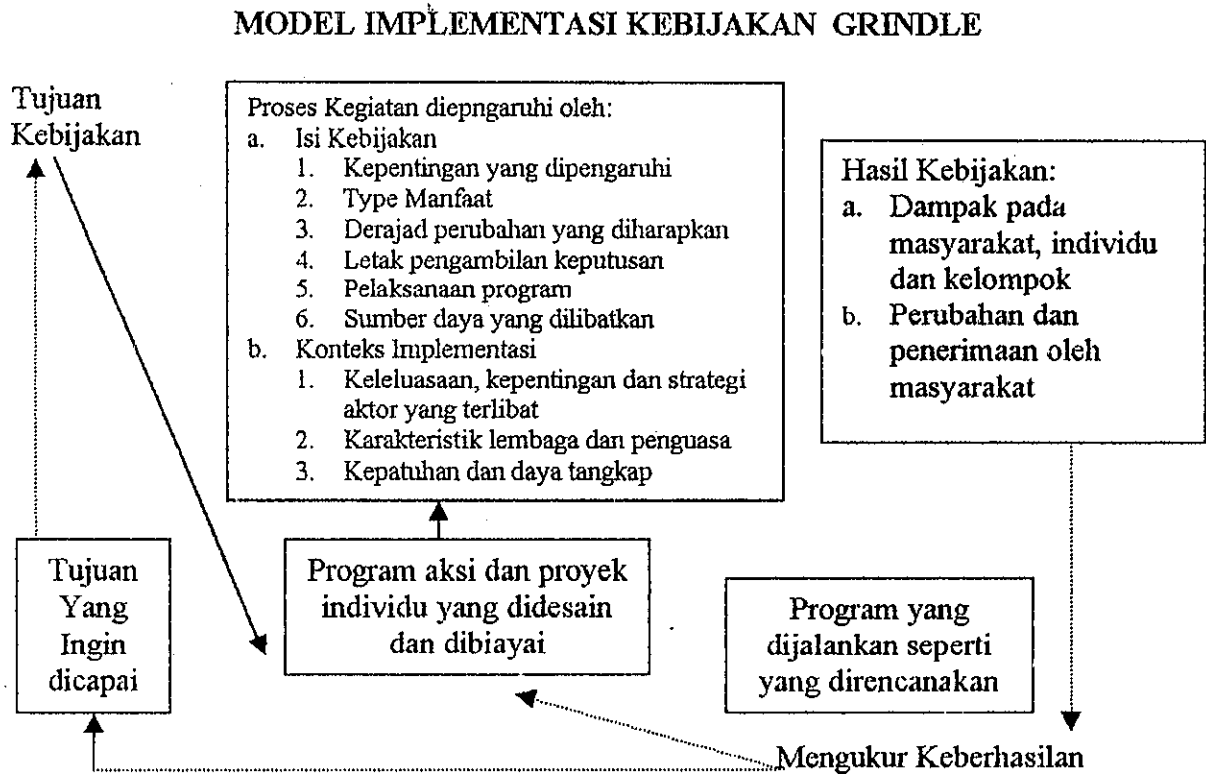 MODEL IMPLEMENTASI KEBIJAKAN GRINDLE
Tujuan
Kebijakan
Proses Kegiatan diepngaruhi oleh:
a. Isi Kebijakan
1. Kepentingan yang dipengaruhi
2. Type Manfaat
3. Derajad perubahan yang diharapkan
4. Letak pengambilan keputusan
5. Pelaksanaan program
6. Sumber daya yang dilibatkan
b. Konteks Implementasi
1. Keleluasaan, kepentingan dan strategi
aktor yang terlibat
2. Karakteristik lembaga dan penguasa
3. Kepatuhan dan daya tangkap
Hasil Kebijakan:
a. Dampak pada
masyarakat, individu
dan kelompok
b. Perubahan dan
penerimaan oleh
masyarakat
Tujuan
Yang
Ingin
dicapai
Program aksi dan proyek
individu yang didesain
dan dibiayai
Program yang
dijalankan seperti
yang direncanakan
Mengukur Keberhasilan